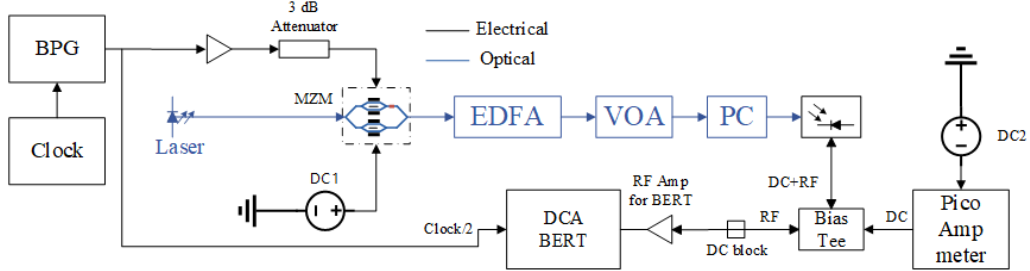 3 dB
Attenuator
BPG
Electrical
Optical
MZM
Clock
Laser
EDFA
VOA
PC
DC2
DC1
DC+RF
RF Amp
for BERT
DCA
BERT
Clock/2
DC block
RF
Bias
Tee
DC
Pico
Amp
meter